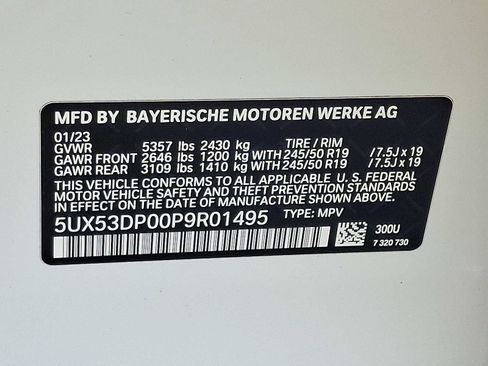 MFD BY BAYERISCHE MOTOREN WERKE AG
01/23
GVWR 5357 lbs 2430 kg TIRE / RIM
GAWR FRONT 2646 lbs 1200 kg WITH 245/50 R19 / 7.5J x 19
GAWR REAR 3109 lbs 1410 kg WITH 245/50 R19 / 7.5J x 19
THIS VEHICLE CONFORMS TO ALL APPLICABLE U. S. FEDERAL
MOTOR VEHICLE SAFETY AND THEFT PREVENTION STANDARDS
IN EFFECT ON THE DATE OF MANUFACTURE SHOWN ABOVE.
5UX53DP00P9R01495 TYPE: MPV
300U
7 320 730